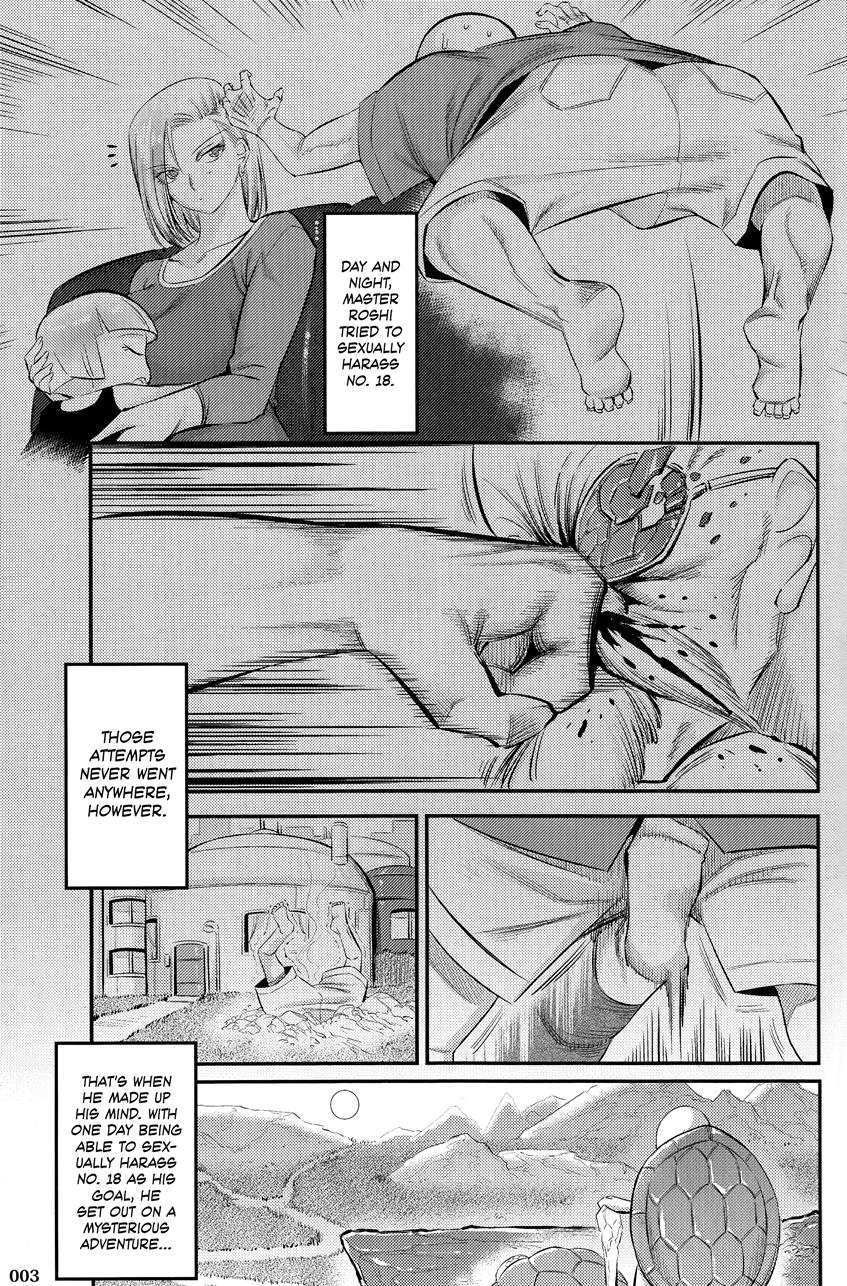 DAY AND
NIGHT,
MASTER
ROSHI
TRIED TO
SEXUALLY
HARASS
NO. 18.
THOSE
ATTEMPTS
NEVER WENT
ANYWHERE,
HOWEVER.
THAT'S WHEN
HE MADE UP
HIS MIND. WITH
ONE DAY BEING
ABLE TO SEX-
UALLY HARASS
NO. 18 AS HIS
GOAL, HE
SET OUT ON A
MYSTERIOUS
ADVENTURE...
003